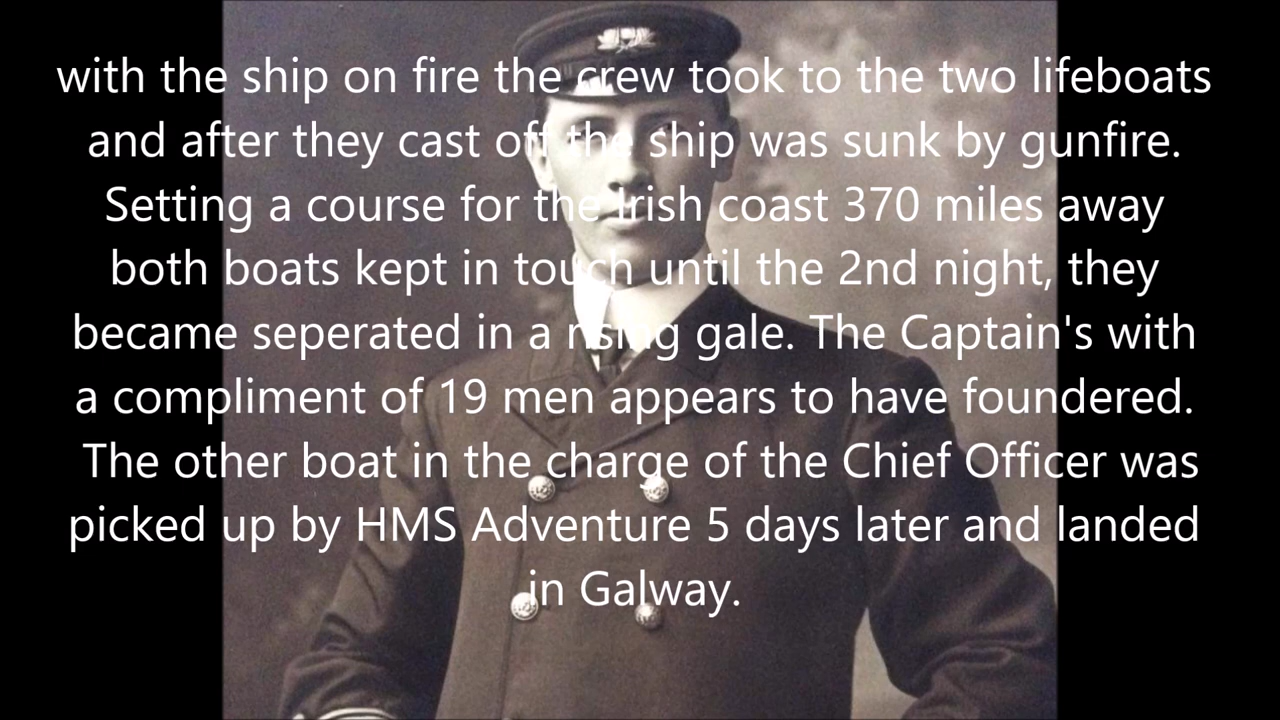 with the ship on fire the crew took to the two lifeboats
and after they cast off the ship was sunk by gunfire.
Setting a course for the Irish coast 370 miles away
both boats kept in touch until the 2nd night, they
became seperated in a rising gale. The Captain's with
a compliment of 19 men appears to have foundered.
The other boat in the charge of the Chief Officer was
picked up by HMS Adventure 5 days later and landed
in Galway.